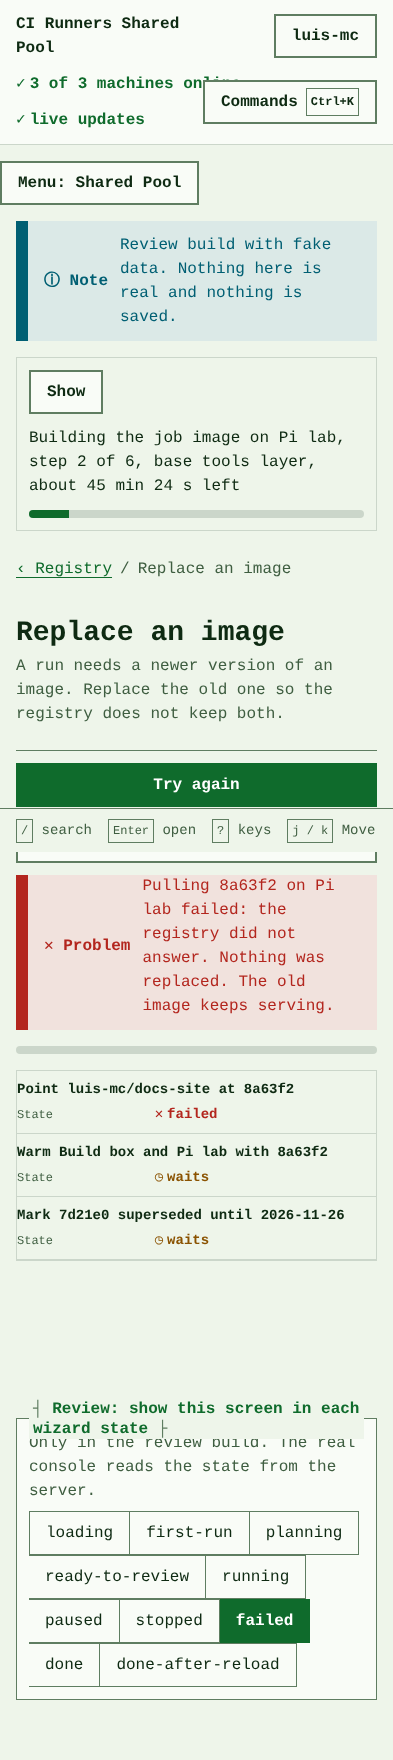 CI Runners Shared
Pool
luis-mc
✓ 3 of 3 machines online
Commands Ctrl+K
✓ live updates
Menu: Shared Pool
ⓘ Note
Review build with fake
data. Nothing here is
real and nothing is
saved.
Show
Building the job image on Pi lab,
step 2 of 6, base tools layer,
about 45 min 24 s left
‹ Registry / Replace an image
Replace an image
A run needs a newer version of an
image. Replace the old one so the
registry does not keep both.
Try again
/ search Enter open ? keys j / k Move
✕ Problem
Pulling 8a63f2 on Pi
lab failed: the
registry did not
answer. Nothing was
replaced. The old
image keeps serving.
Point luis-mc/docs-site at 8a63f2
State ✕ failed
Warm Build box and Pi lab with 8a63f2
State ◷ waits
Mark 7d21e0 superseded until 2026-11-26
State ◷ waits
┤ Review: show this screen in each
wizard state ├
Only in the review build. The real
console reads the state from the
server.
loading first-run planning
ready-to-review running
paused stopped failed
done done-after-reload